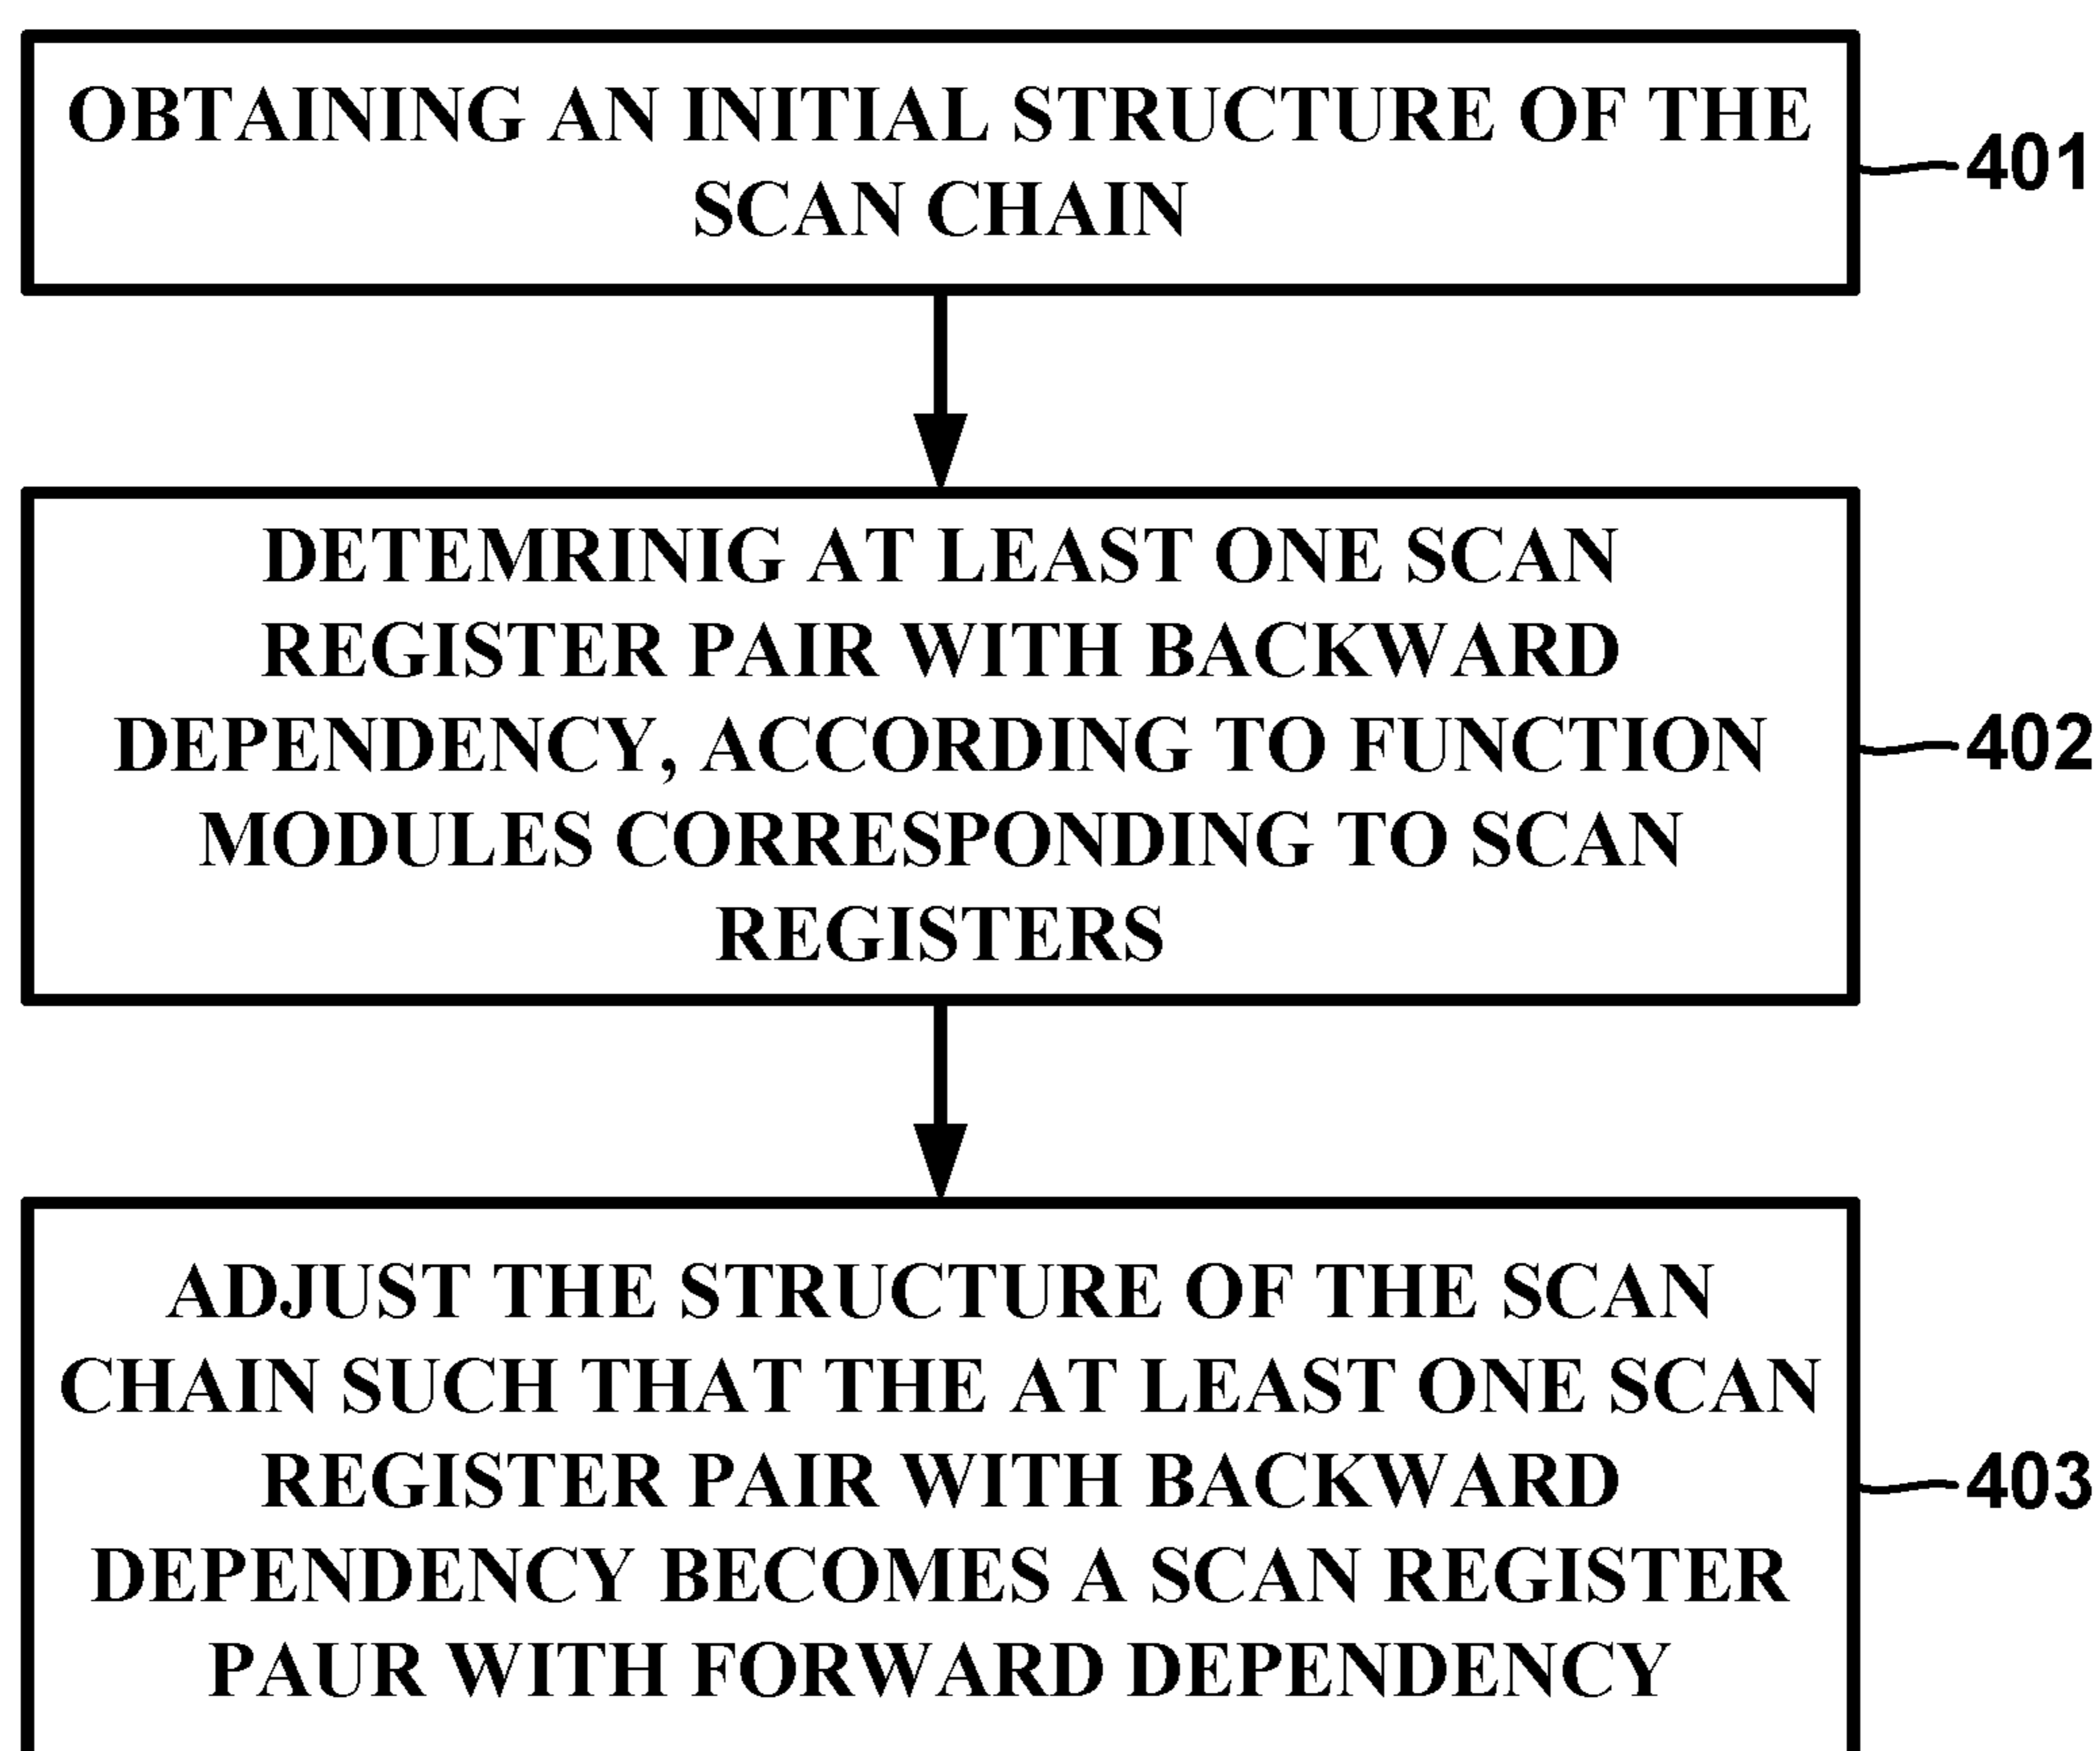 OBTAINING AN INITIAL STRUCTURE OF THE
SCAN CHAIN
401
DETEMRINIG AT LEAST ONE SCAN
REGISTER PAIR WITH BACKWARD
DEPENDENCY, ACCORDING TO FUNCTION
MODULES CORRESPONDING TO SCAN
REGISTERS
402
ADJUST THE STRUCTURE OF THE SCAN
CHAIN SUCH THAT THE AT LEAST ONE SCAN
REGISTER PAIR WITH BACKWARD
DEPENDENCY BECOMES A SCAN REGISTER
PAUR WITH FORWARD DEPENDENCY
403